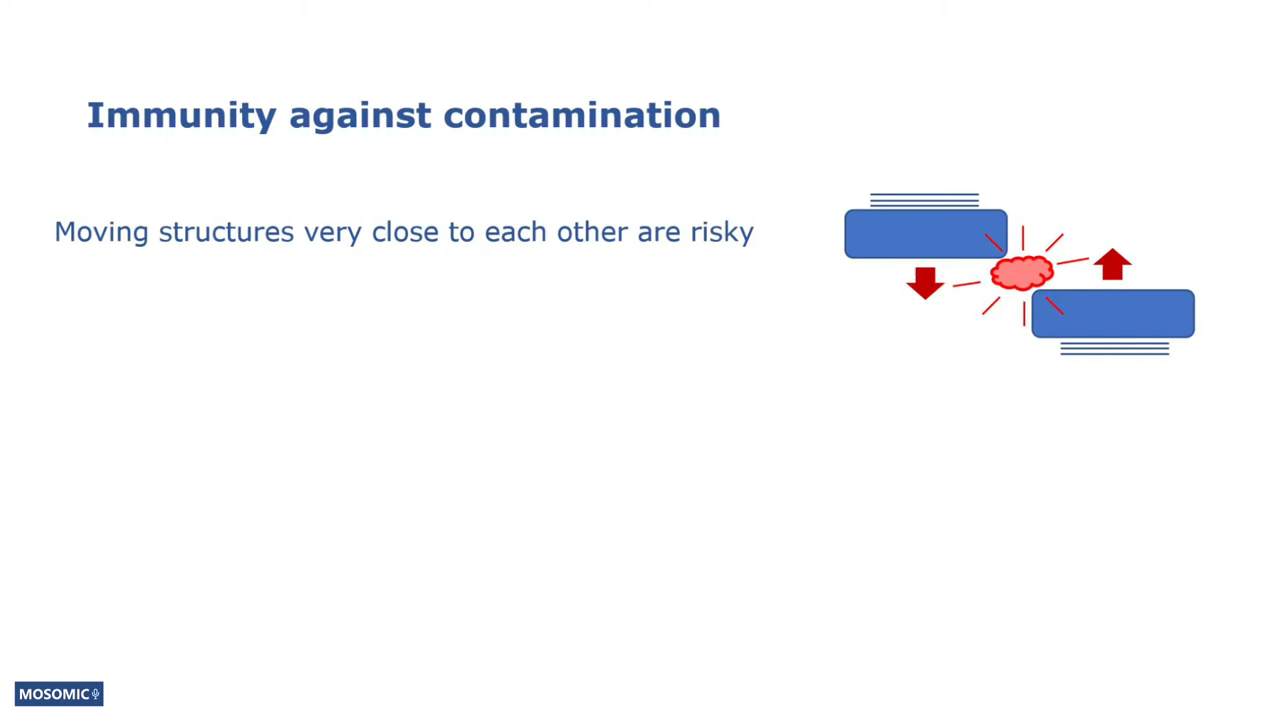 Immunity against contamination
Moving structures very close to each other are risky
MOSOMIC